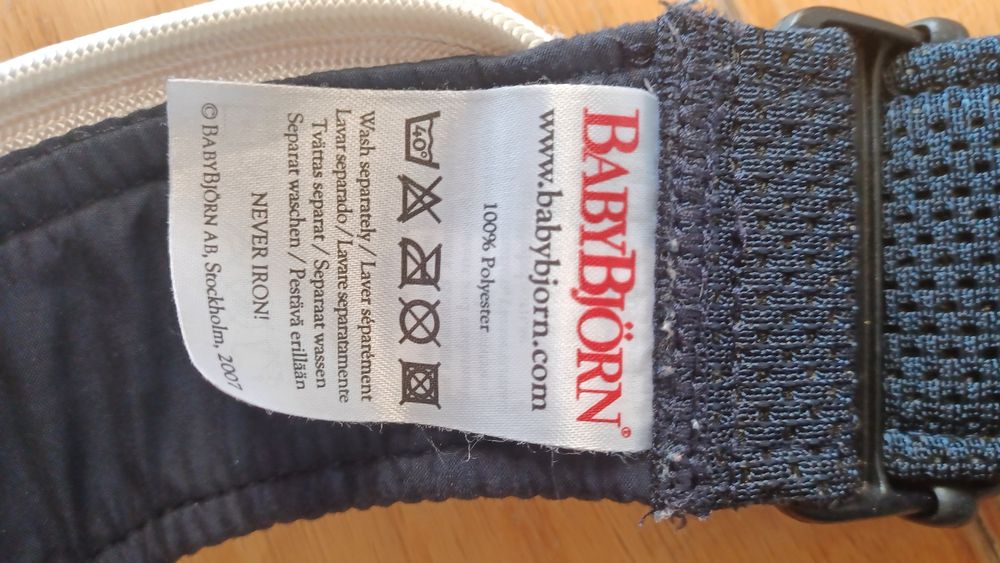 BABYBJÖRN®
www.babybjorn.com
100% Polyester
40°
Wash separately / Laver séparément
Lavar separado / Lavare separatamente
Tvättas separat / Separaat wassen
Separat waschen / Pestävä erillään
NEVER IRON!
© BABYBJÖRN AB, Stockholm, 2007